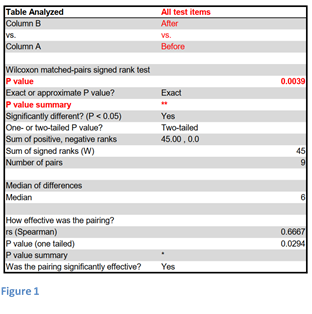 Table Analyzed All test items
Column B After
vs. vs.
Column A Before
Wilcoxon matched-pairs signed rank test
P value 0.0039
Exact or approximate P value? Exact
P value summary **
Significantly different? (P < 0.05) Yes
One- or two-tailed P value? Two-tailed
Sum of positive, negative ranks 45.00 , 0.0
Sum of signed ranks (W) 45
Number of pairs 9
Median of differences
Median 6
How effective was the pairing?
rs (Spearman) 0.6667
P value (one tailed) 0.0294
P value summary *
Was the pairing significantly effective? Yes
Figure 1